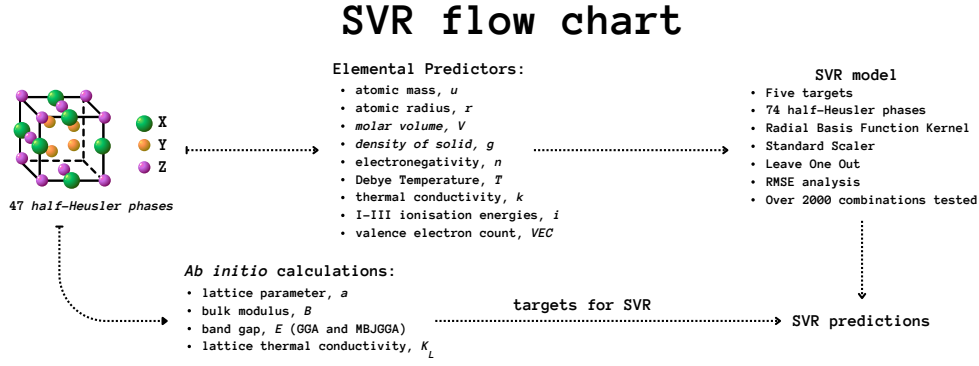 SVR flow chart
X
Y
Z
47 half-Heusler phases
Elemental Predictors:
• atomic mass, u
• atomic radius, r
• molar volume, V
• density of solid, g
• electronegativity, n
• Debye Temperature, T
• thermal conductivity, k
• I-III ionisation energies, i
• valence electron count, VEC
SVR model
• Five targets
• 74 half-Heusler phases
• Radial Basis Function Kernel
• Standard Scaler
• Leave One Out
• RMSE analysis
• Over 2000 combinations tested
Ab initio calculations:
• lattice parameter, a
• bulk modulus, B
• band gap, E (GGA and MBJGGA)
• lattice thermal conductivity, K_L
targets for SVR
SVR predictions